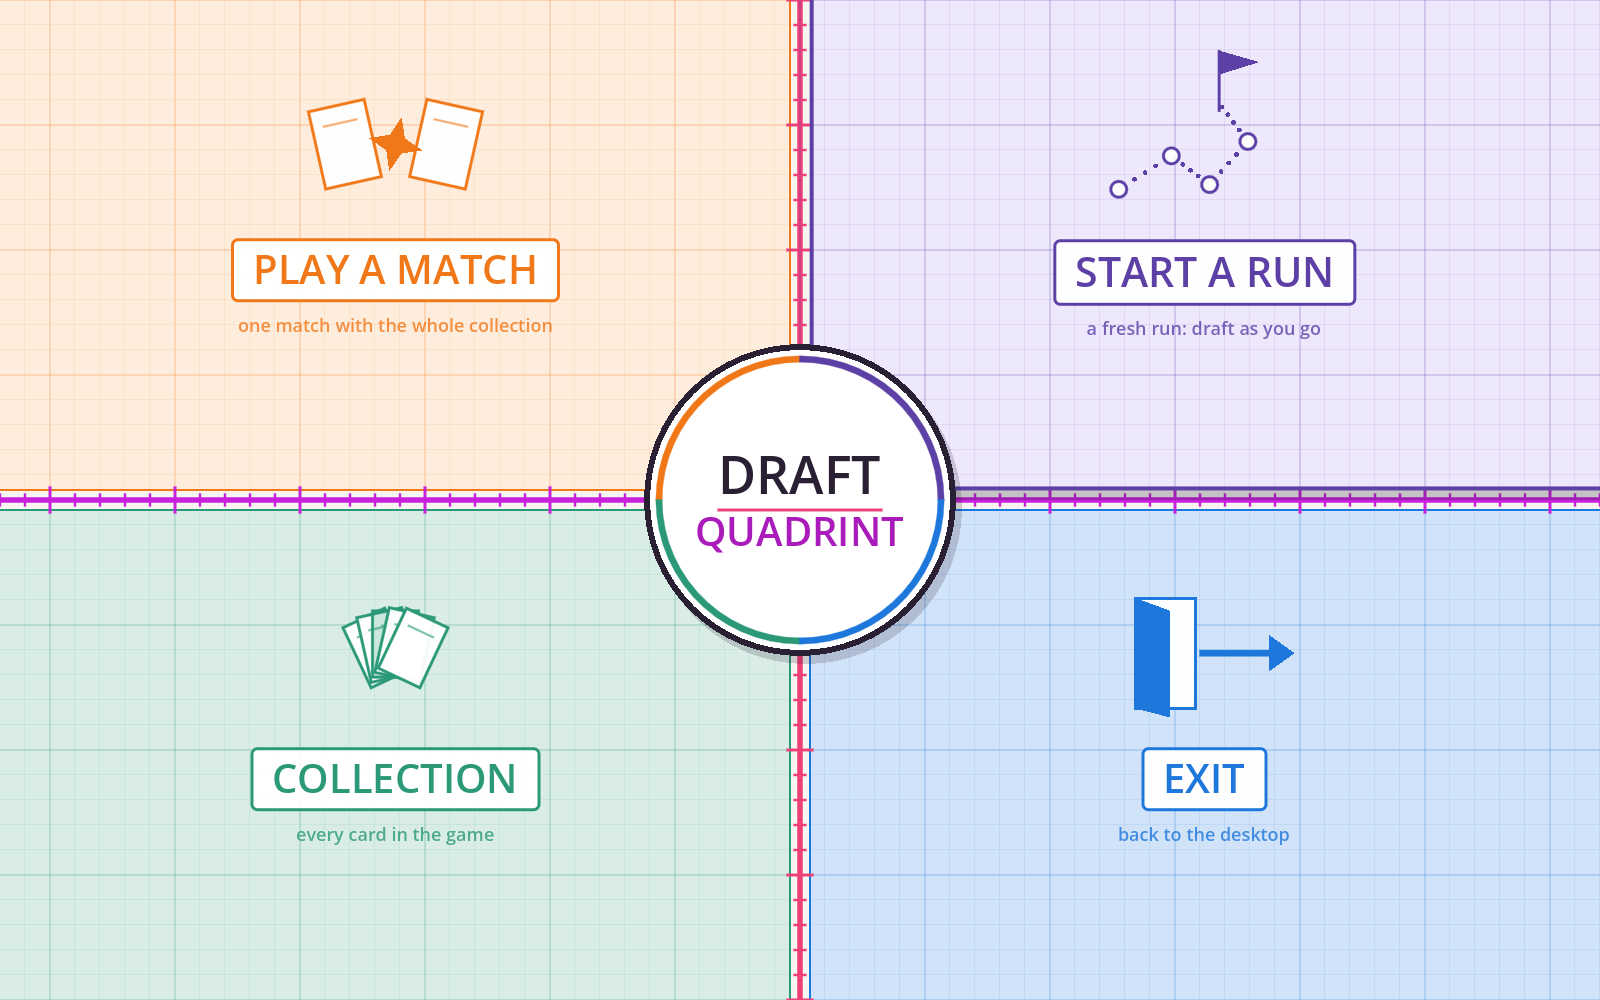 PLAY A MATCH
one match with the whole collection
START A RUN
a fresh run: draft as you go
DRAFT
QUADRINT
COLLECTION
every card in the game
EXIT
back to the desktop